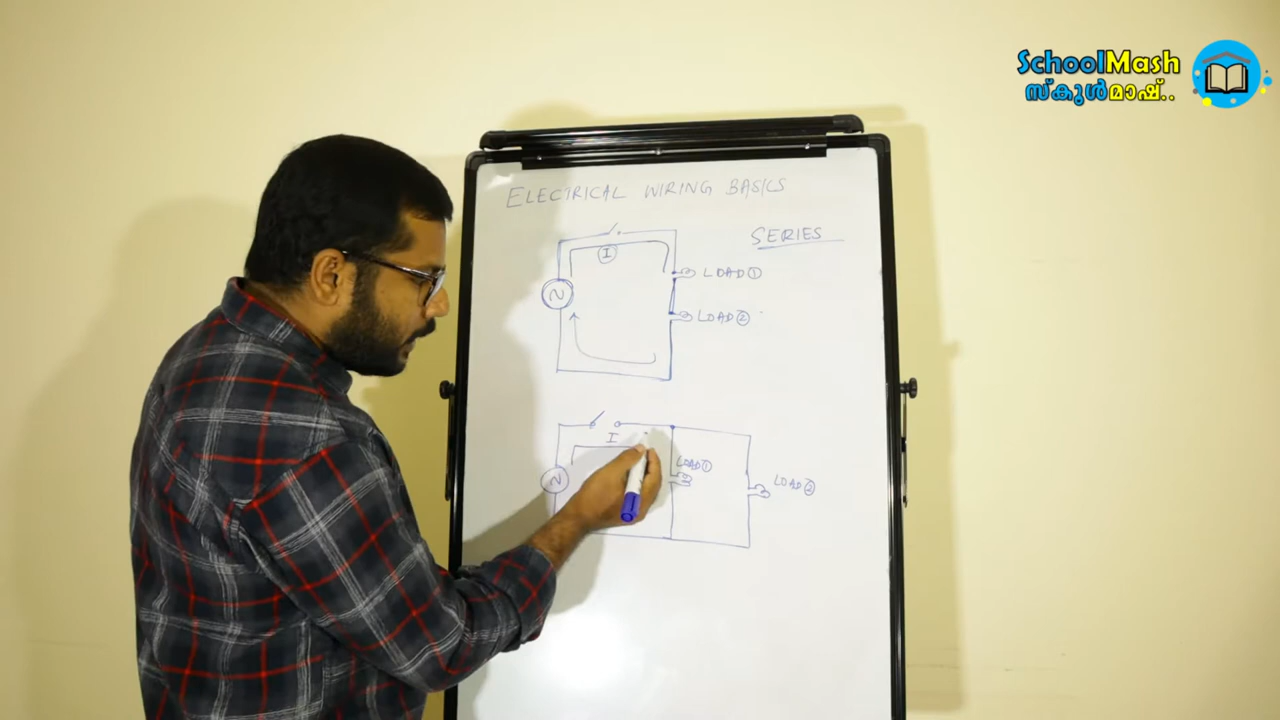 SchoolMash
സ്കൂൾമാഷ്..
ELECTRICAL WIRING BASICS
SERIES
I
LOAD①
LOAD②
I
LOAD①
LOAD②